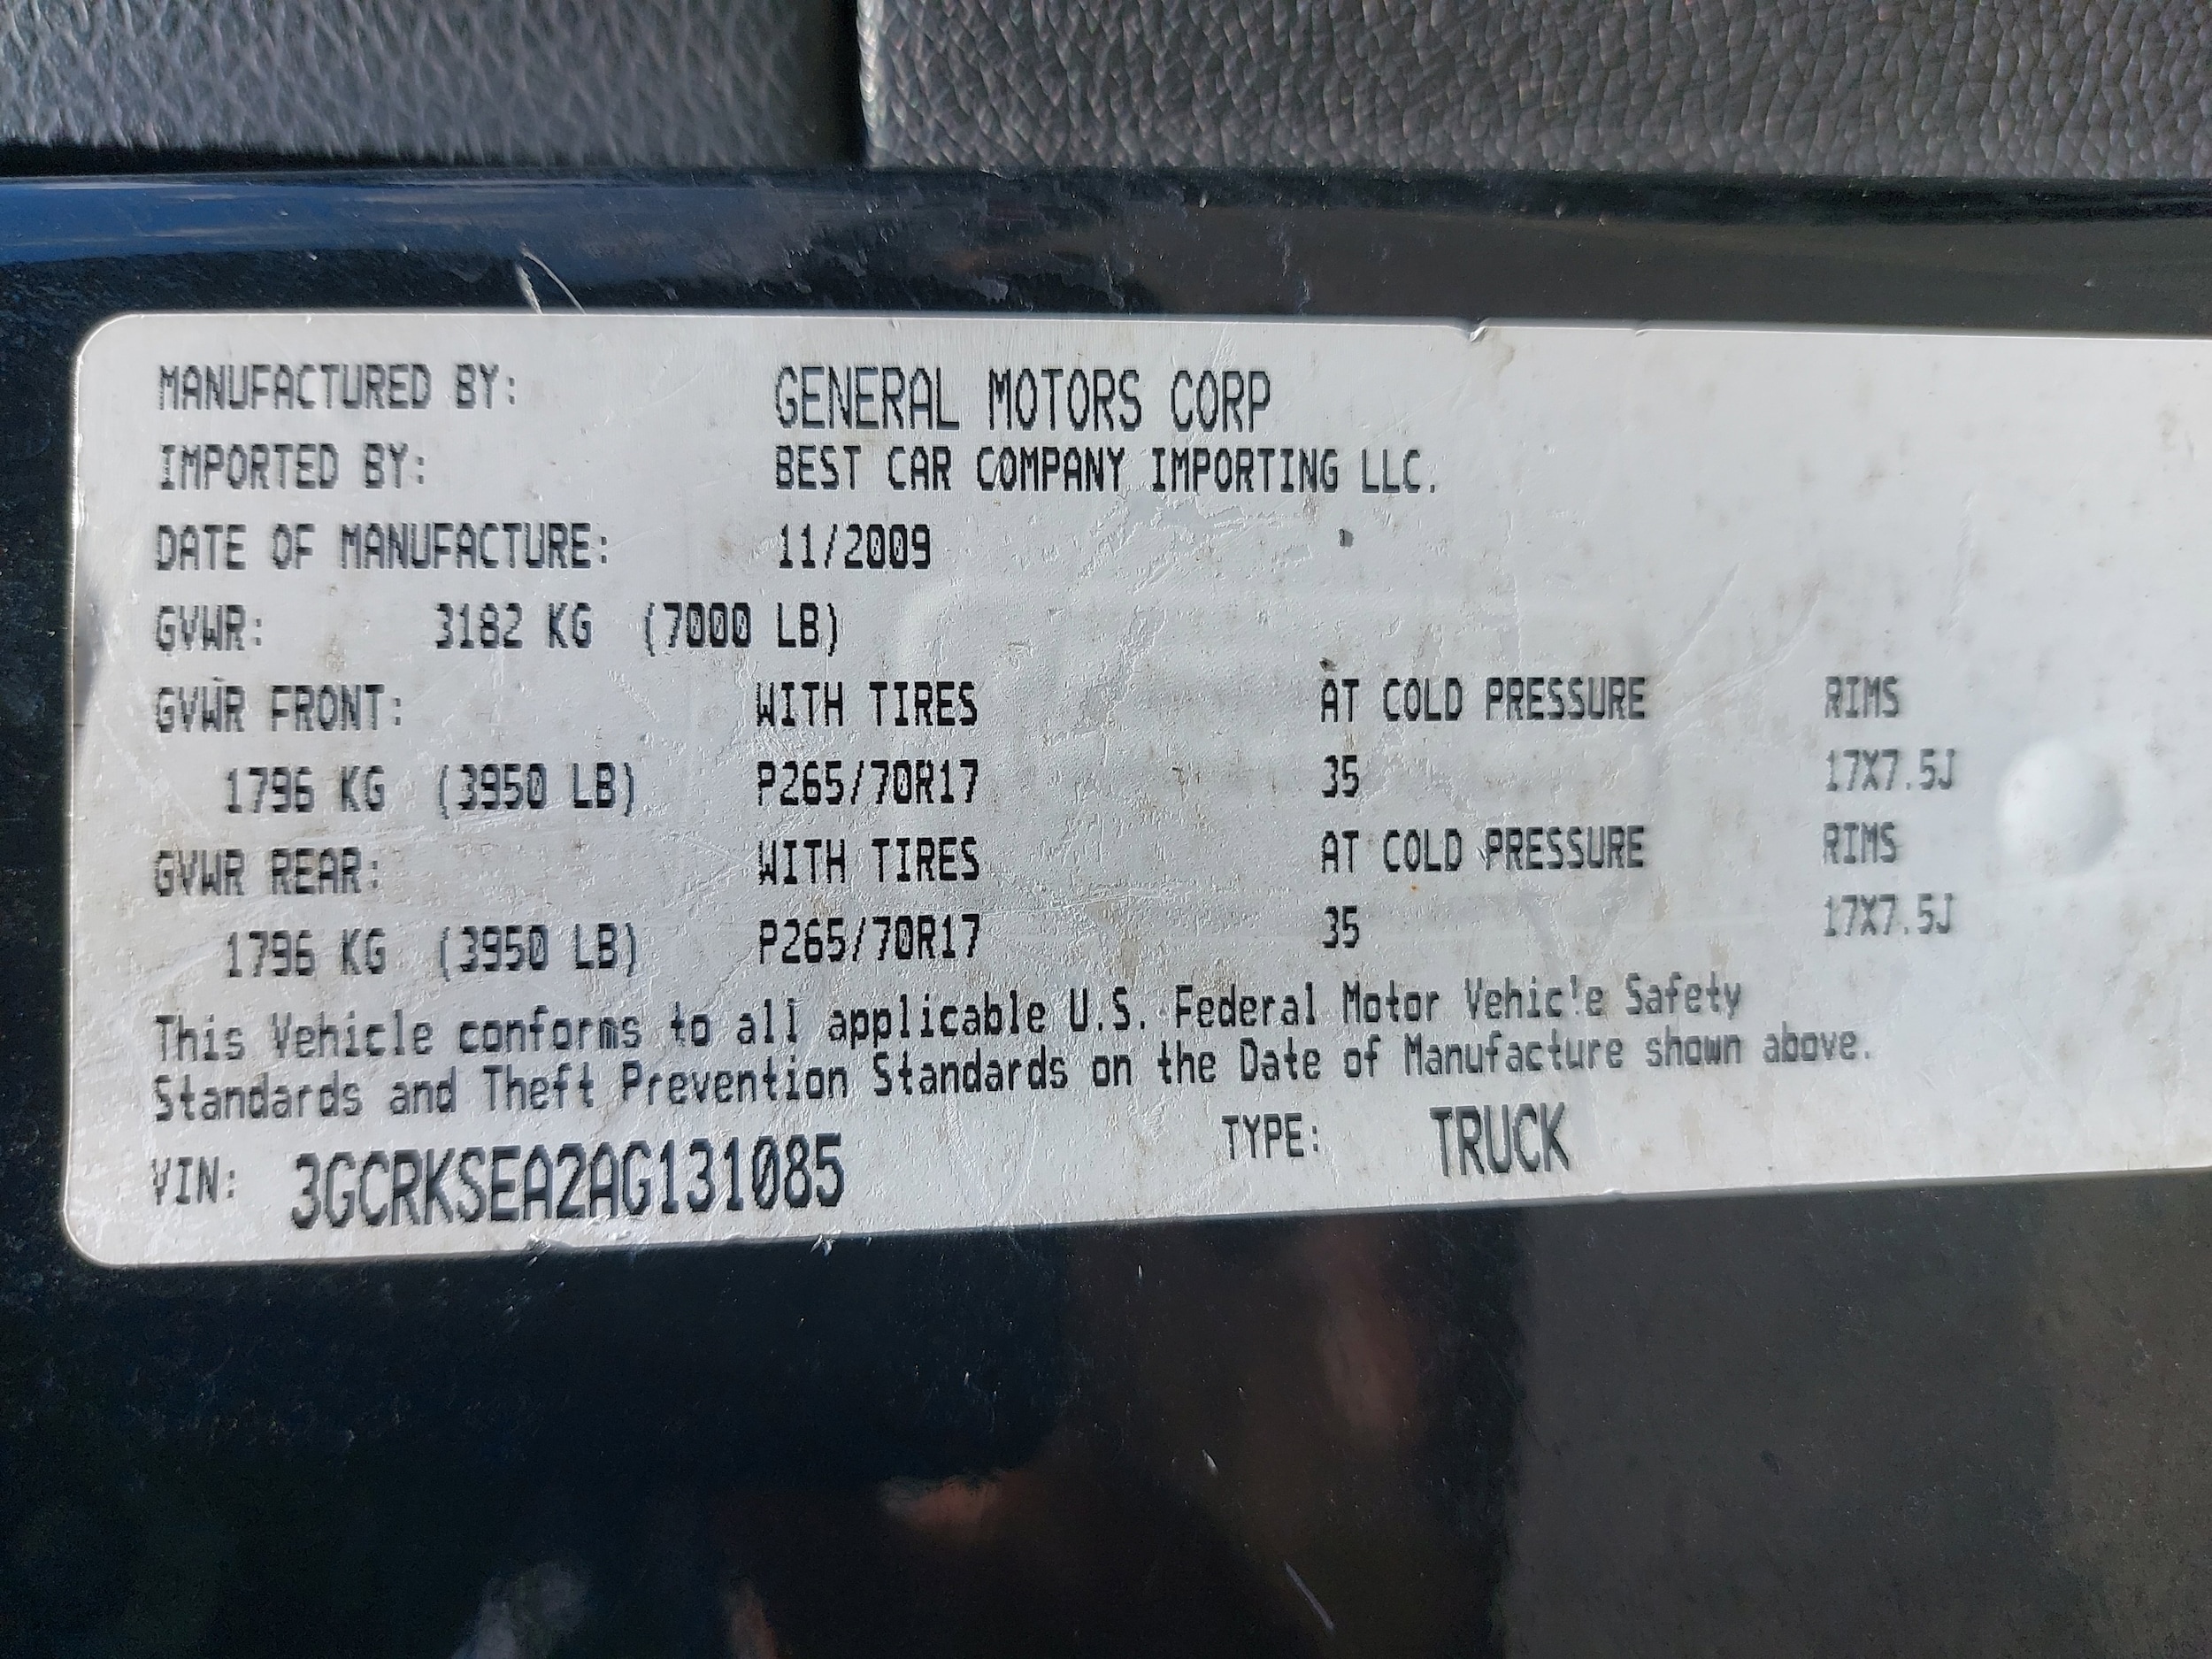 MANUFACTURED BY: GENERAL MOTORS CORP
IMPORTED BY: BEST CAR COMPANY IMPORTING LLC.
DATE OF MANUFACTURE: 11/2009
GVWR: 3182 KG (7000 LB)
GVWR FRONT: WITH TIRES AT COLD PRESSURE RIMS
1796 KG (3950 LB) P265/70R17 35 17X7.5J
GVWR REAR: WITH TIRES AT COLD PRESSURE RIMS
1796 KG (3950 LB) P265/70R17 35 17X7.5J
This Vehicle conforms to all applicable U.S. Federal Motor Vehicle Safety
Standards and Theft Prevention Standards on the Date of Manufacture shown above.
VIN: 3GCRKSEA2AG131085 TYPE: TRUCK